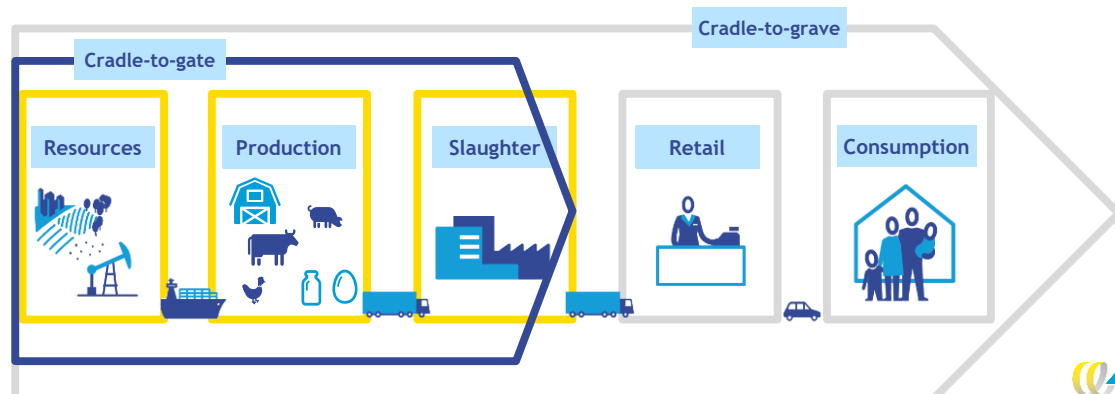 Cradle-to-grave
Cradle-to-gate
Resources
Production
Slaughter
Retail
Consumption